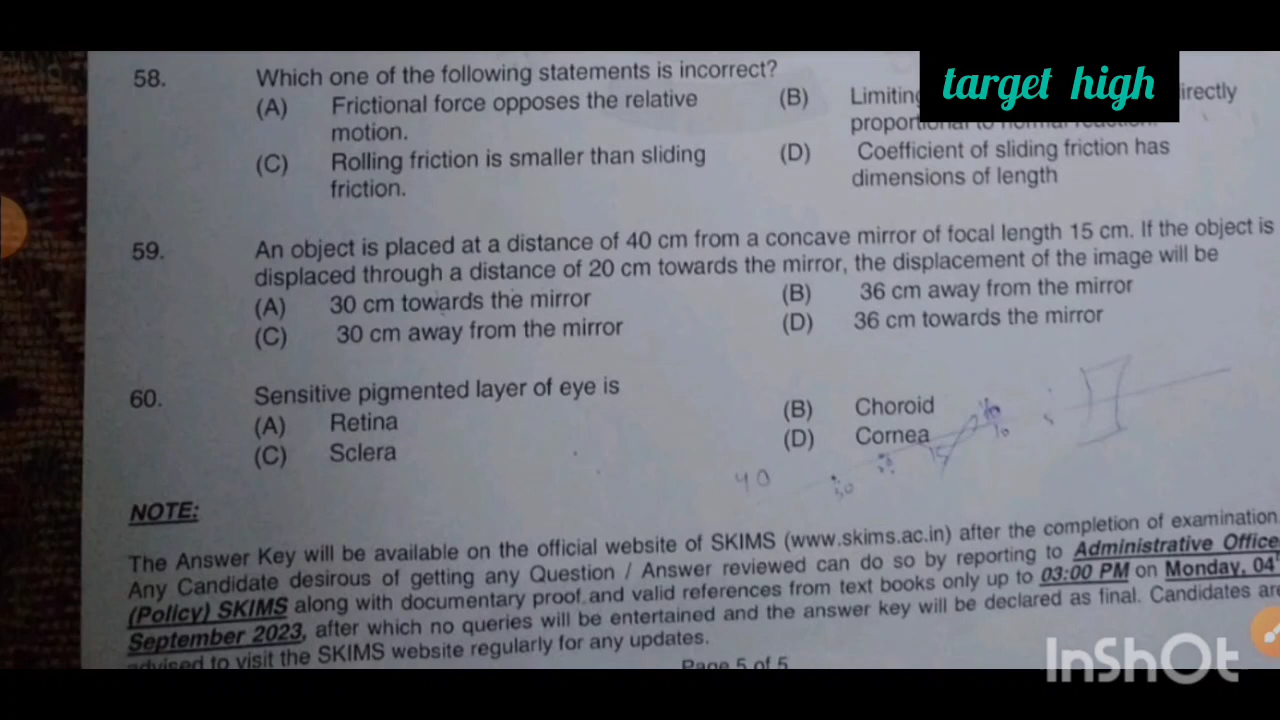 target high
58. Which one of the following statements is incorrect?
(A) Frictional force opposes the relative motion.
(B) Limiting irectly proportional to normal reaction.
(C) Rolling friction is smaller than sliding friction.
(D) Coefficient of sliding friction has dimensions of length
59. An object is placed at a distance of 40 cm from a concave mirror of focal length 15 cm. If the object is
displaced through a distance of 20 cm towards the mirror, the displacement of the image will be
(A) 30 cm towards the mirror (B) 36 cm away from the mirror
(C) 30 cm away from the mirror (D) 36 cm towards the mirror
60. Sensitive pigmented layer of eye is
(A) Retina (B) Choroid
(C) Sclera (D) Cornea
40
NOTE:
The Answer Key will be available on the official website of SKIMS (www.skims.ac.in) after the completion of examination.
Any Candidate desirous of getting any Question / Answer reviewed can do so by reporting to Administrative Office
(Policy) SKIMS along with documentary proof and valid references from text books only up to 03:00 PM on Monday, 04
September 2023, after which no queries will be entertained and the answer key will be declared as final. Candidates are
advised to visit the SKIMS website regularly for any updates.
Page 5 of 5
InShOt